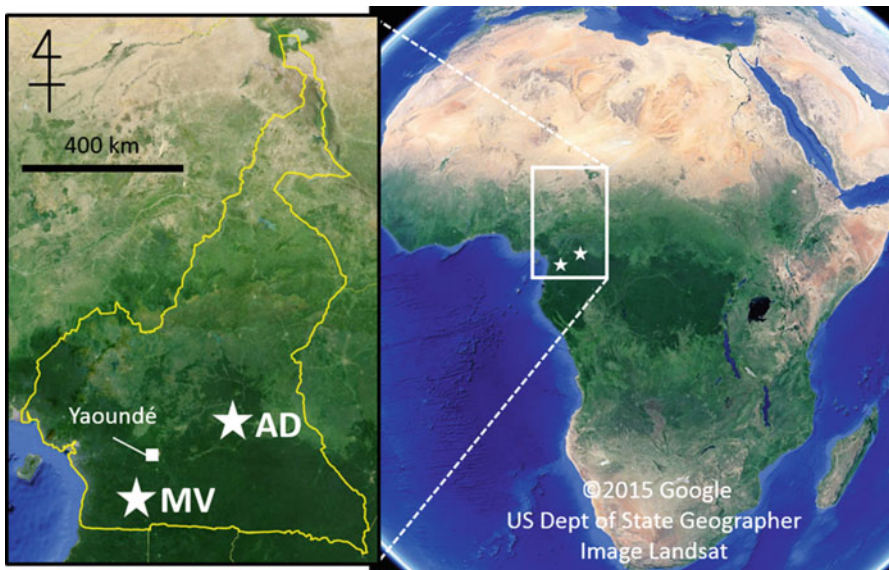 400 km
Yaoundé
AD
MV
©2015 Google
US Dept of State Geographer
Image Landsat